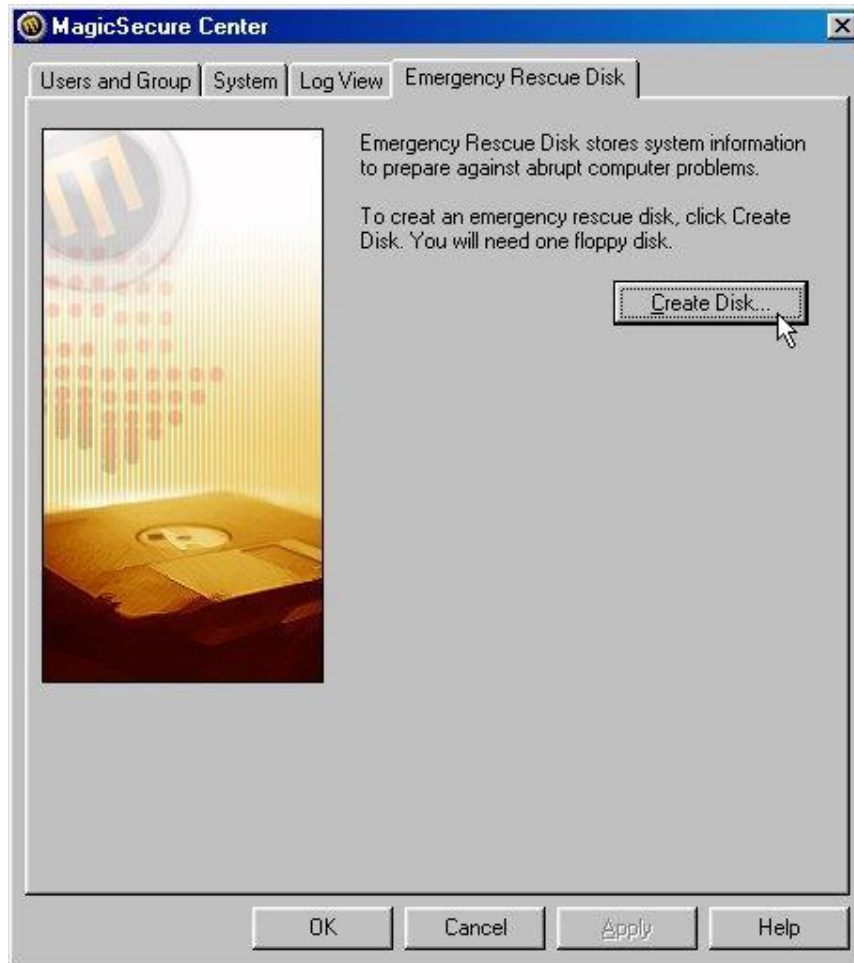 MagicSecure Center
Users and Group System Log View Emergency Rescue Disk
Emergency Rescue Disk stores system information
to prepare against abrupt computer problems.
To creat an emergency rescue disk, click Create
Disk. You will need one floppy disk.
Create Disk...
OK Cancel Apply Help